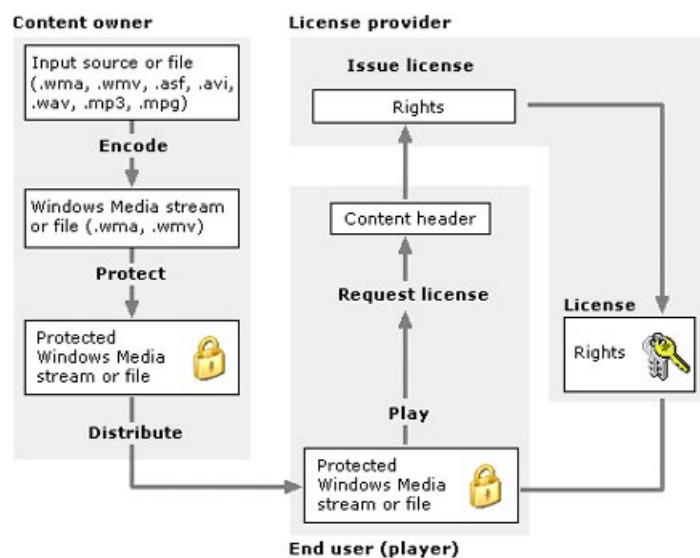 Content owner
Input source or file
(.wma, .wmv, .asf, .avi,
.wav, .mp3, .mpg)
Encode
Windows Media stream
or file (.wma, .wmv)
Protect
Protected
Windows Media
stream or file
Distribute
License provider
Issue license
Rights
Content header
Request license
Play
Protected
Windows Media
stream or file
End user (player)
License
Rights